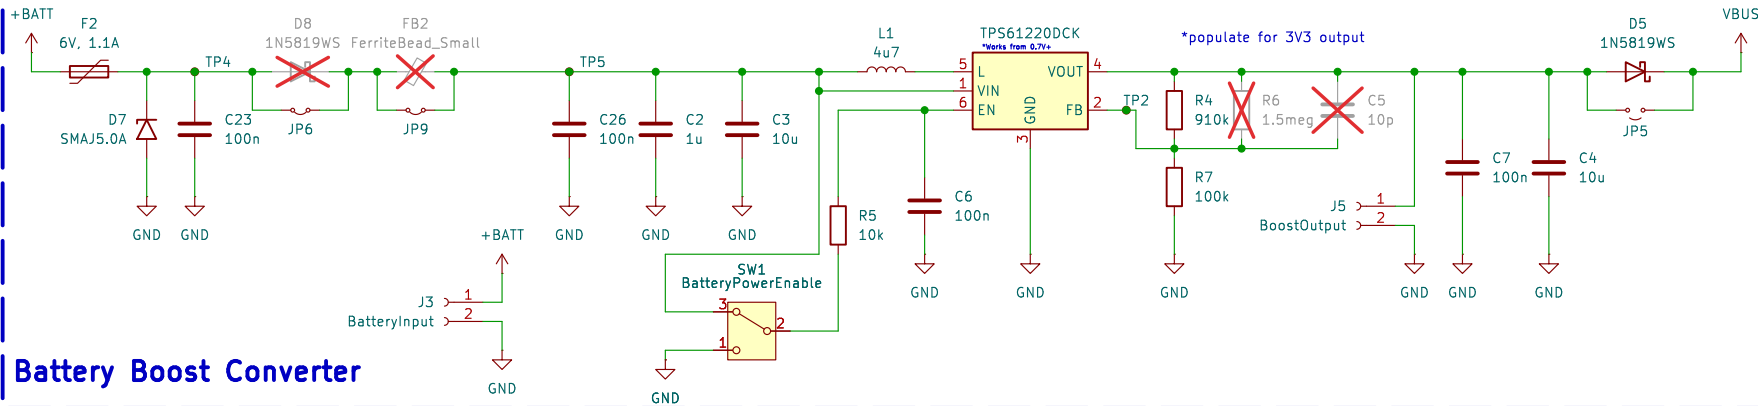 +BATT
F2
6V, 1.1A
D7
SMAJ5.0A
GND
TP4
C23
100n
GND
D8
1N5819WS
JP6
FB2
FerriteBead_Small
JP9
TP5
C26
100n
GND
C2
1u
GND
C3
10u
GND
L1
4u7
TPS61220DCK
*Works from 0.7V+
5 L
1 VIN
6 EN
VOUT 4
FB 2
GND
3
GND
TP2
*populate for 3V3 output
R4
910k
R6
1.5meg
C5
10p
R7
100k
GND
D5
1N5819WS
JP5
VBUS
C6
100n
GND
R5
10k
J5
BoostOutput
1
2
GND
C7
100n
GND
C4
10u
GND
SW1
BatteryPowerEnable
3
2
1
GND
+BATT
J3
BatteryInput
1
2
GND
Battery Boost Converter